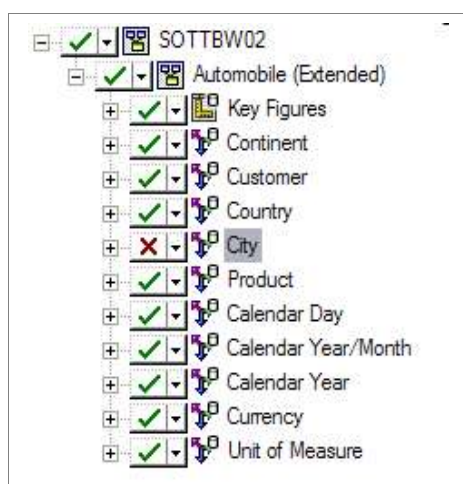 SOTTBW02
Automobile (Extended)
Key Figures
Continent
Customer
Country
City
Product
Calendar Day
Calendar Year/Month
Calendar Year
Currency
Unit of Measure